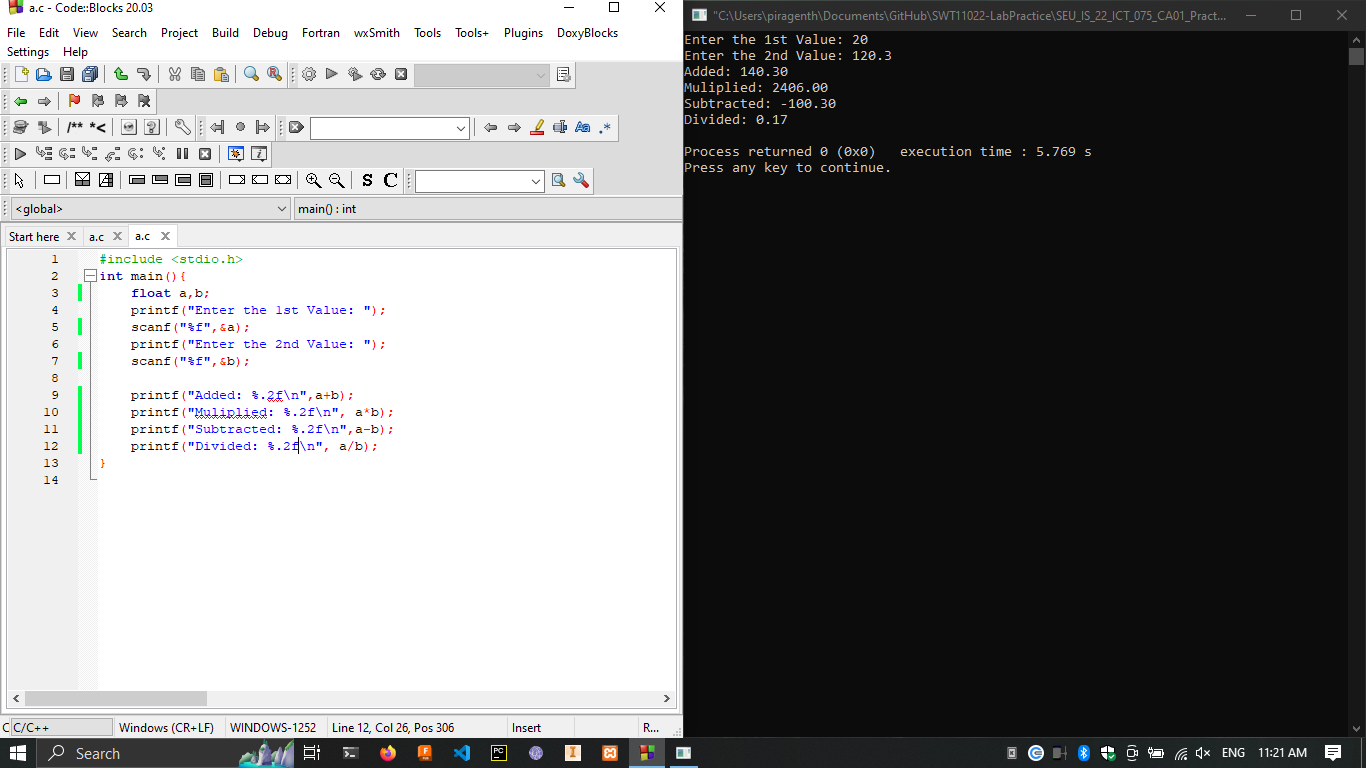 a.c - Code::Blocks 20.03
File Edit View Search Project Build Debug Fortran wxSmith Tools Tools+ Plugins DoxyBlocks
Settings Help
/** *<
Aa .*
S C
<global> main() : int
Start here a.c a.c
1 #include <stdio.h>
2 int main(){
3 float a,b;
4 printf("Enter the 1st Value: ");
5 scanf("%f",&a);
6 printf("Enter the 2nd Value: ");
7 scanf("%f",&b);
8
9 printf("Added: %.2f\n",a+b);
10 printf("Muliplied: %.2f\n", a*b);
11 printf("Subtracted: %.2f\n",a-b);
12 printf("Divided: %.2f\n", a/b);
13 }
14
C C/C++ Windows (CR+LF) WINDOWS-1252 Line 12, Col 26, Pos 306 Insert R...
"C:\Users\piragenth\Documents\GitHub\SWT11022-LabPractice\SEU_IS_22_ICT_075_CA01_Pract...
Enter the 1st Value: 20
Enter the 2nd Value: 120.3
Added: 140.30
Muliplied: 2406.00
Subtracted: -100.30
Divided: 0.17
Process returned 0 (0x0) execution time : 5.769 s
Press any key to continue.
Search PC ENG 11:21 AM